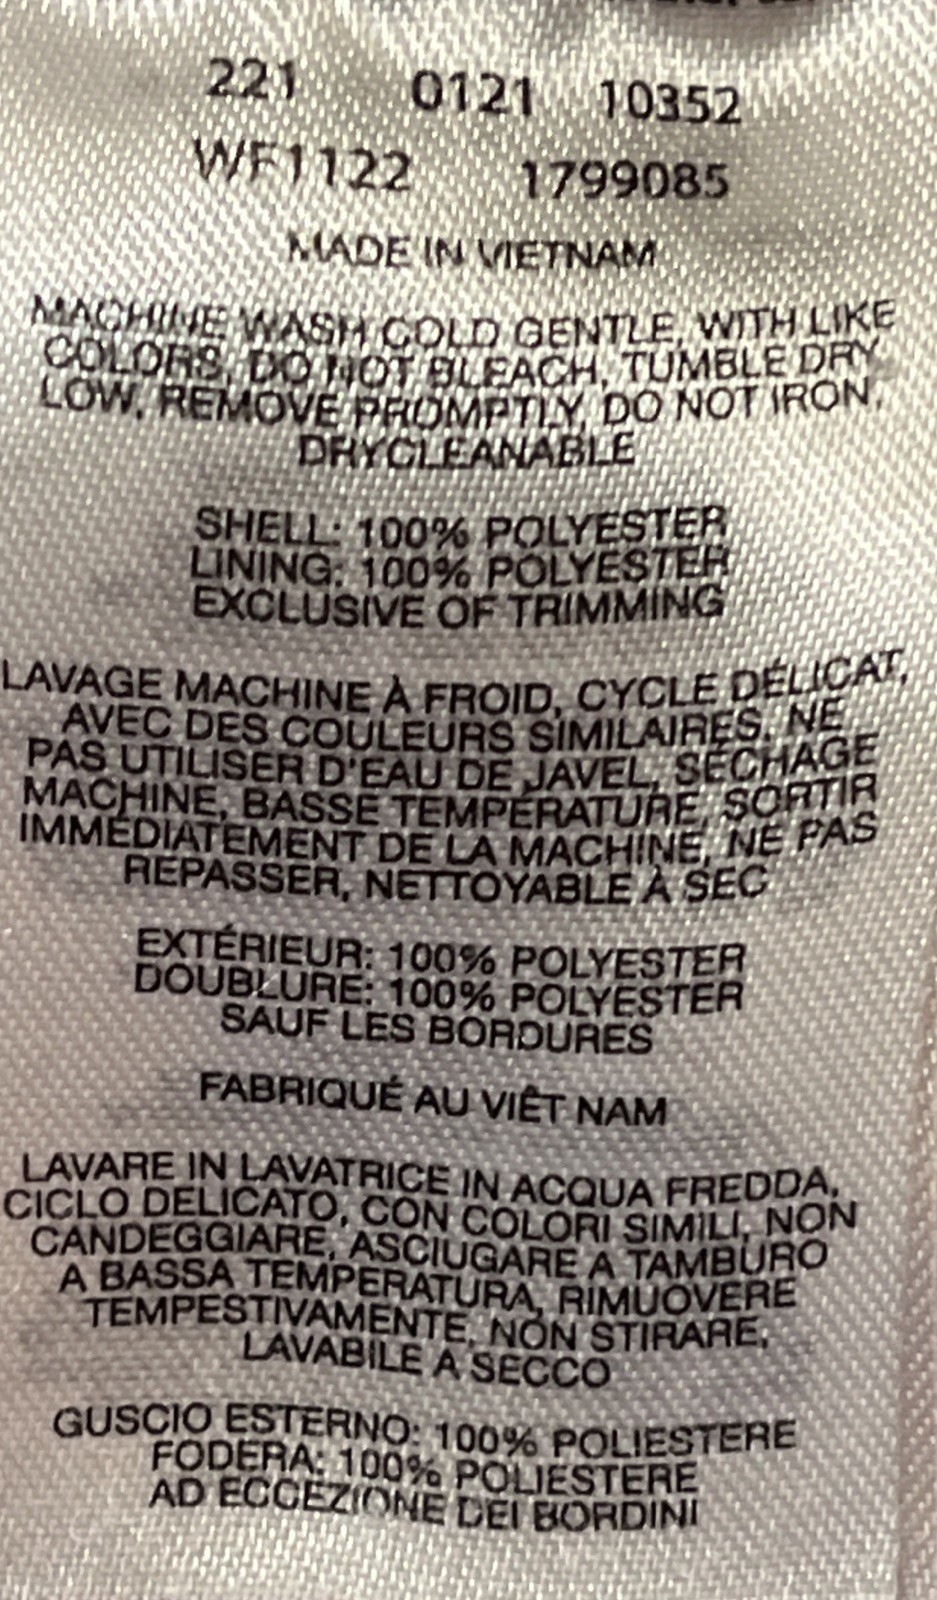 221 0121 10352
WF1122 1799085
MADE IN VIETNAM
MACHINE WASH COLD GENTLE, WITH LIKE
COLORS, DO NOT BLEACH, TUMBLE DRY
LOW, REMOVE PROMPTLY, DO NOT IRON,
DRYCLEANABLE
SHELL: 100% POLYESTER
LINING: 100% POLYESTER
EXCLUSIVE OF TRIMMING
LAVAGE MACHINE À FROID, CYCLE DÉLICAT,
AVEC DES COULEURS SIMILAIRES, NE
PAS UTILISER D'EAU DE JAVEL, SÉCHAGE
MACHINE, BASSE TEMPÉRATURE, SORTIR
IMMÉDIATEMENT DE LA MACHINE, NE PAS
REPASSER, NETTOYABLE À SEC
EXTÉRIEUR: 100% POLYESTER
DOUBLURE: 100% POLYESTER
SAUF LES BORDURES
FABRIQUÉ AU VIÊT NAM
LAVARE IN LAVATRICE IN ACQUA FREDDA,
CICLO DELICATO, CON COLORI SIMILI, NON
CANDEGGIARE, ASCIUGARE A TAMBURO
A BASSA TEMPERATURA, RIMUOVERE
TEMPESTIVAMENTE, NON STIRARE,
LAVABILE A SECCO
GUSCIO ESTERNO: 100% POLIESTERE
FODERA: 100% POLIESTERE
AD ECCEZIONE DEI BORDINI